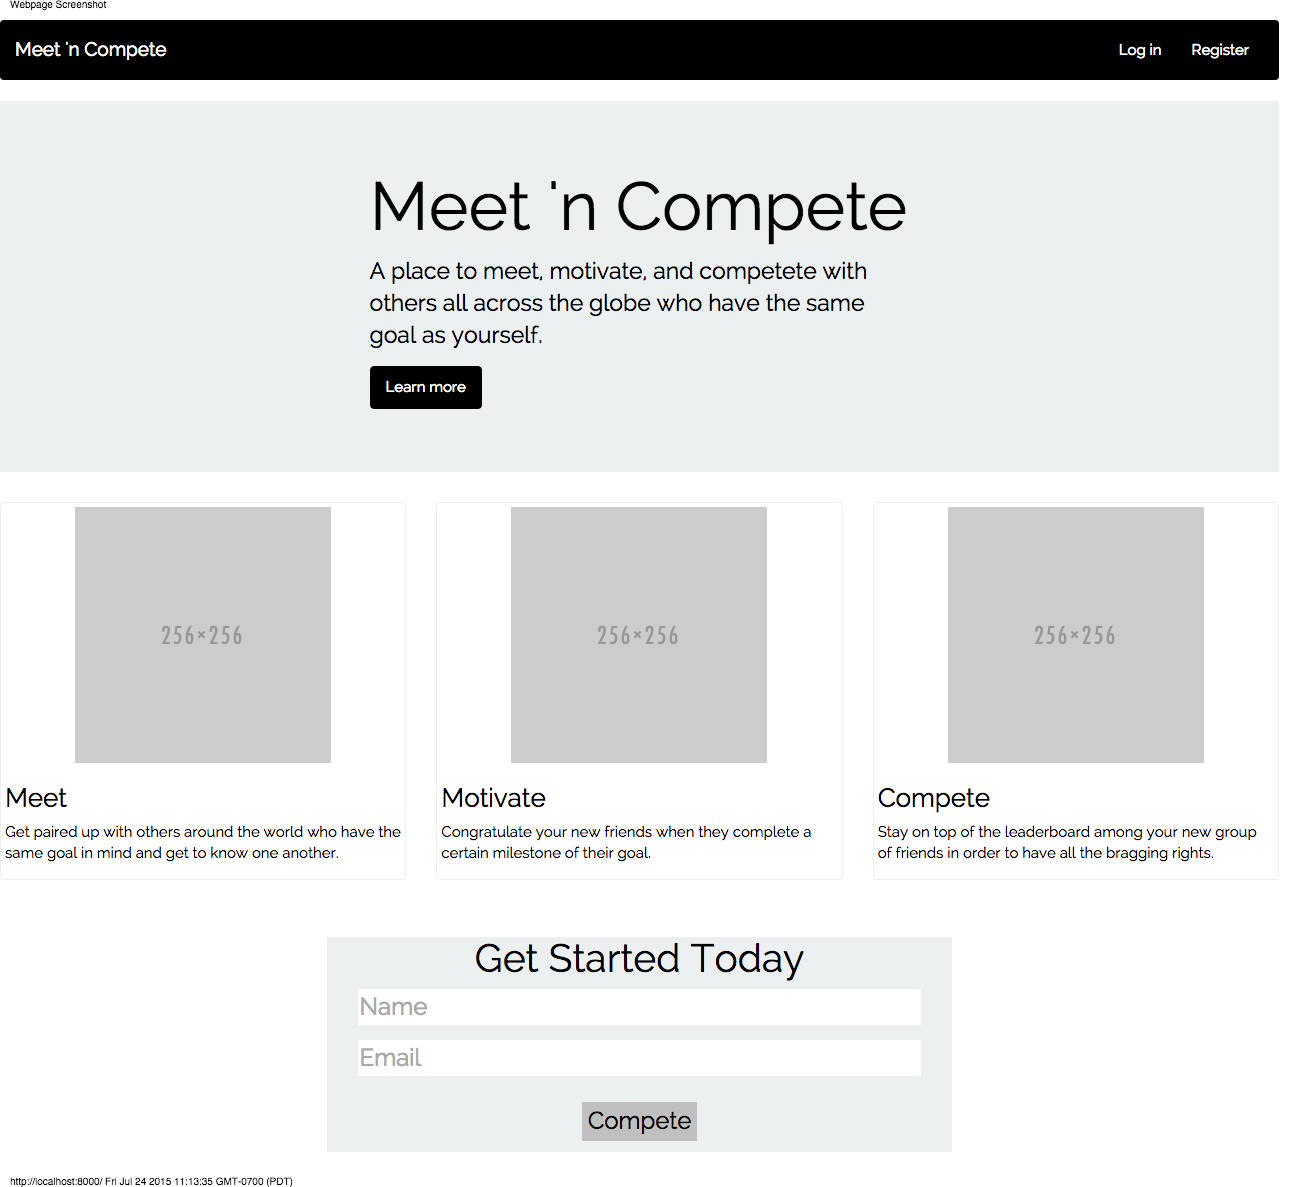 Webpage Screenshot
Meet 'n Compete
Log in
Register
Meet 'n Compete
A place to meet, motivate, and competete with
others all across the globe who have the same
goal as yourself.
Learn more
256×256
256×256
256×256
Meet
Get paired up with others around the world who have the
same goal in mind and get to know one another.
Motivate
Congratulate your new friends when they complete a
certain milestone of their goal.
Compete
Stay on top of the leaderboard among your new group
of friends in order to have all the bragging rights.
Get Started Today
Name
Email
Compete
http://localhost:8000/ Fri Jul 24 2015 11:13:35 GMT-0700 (PDT)